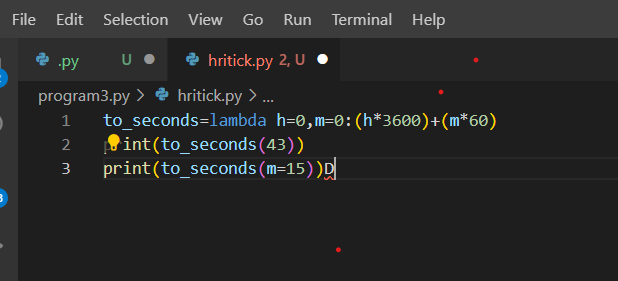 File Edit Selection View Go Run Terminal Help
.py U hritick.py 2, U
program3.py > hritick.py > ...
1 to_seconds=lambda h=0,m=0:(h*3600)+(m*60)
2 print(to_seconds(43))
3 print(to_seconds(m=15))D